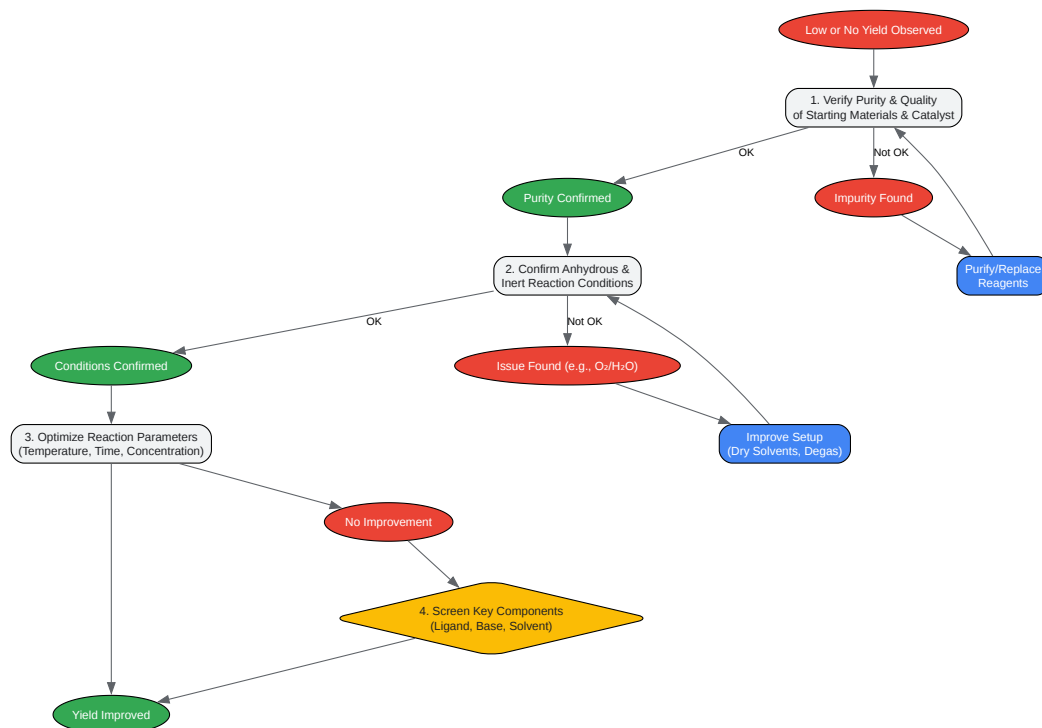 Low or No Yield Observed
1. Verify Purity & Quality
of Starting Materials & Catalyst
OK
Not OK
Purity Confirmed
Impurity Found
2. Confirm Anhydrous &
Inert Reaction Conditions
Purify/Replace
Reagents
OK
Not OK
Conditions Confirmed
Issue Found (e.g., O₂/H₂O)
3. Optimize Reaction Parameters
(Temperature, Time, Concentration)
Improve Setup
(Dry Solvents, Degas)
No Improvement
4. Screen Key Components
(Ligand, Base, Solvent)
Yield Improved